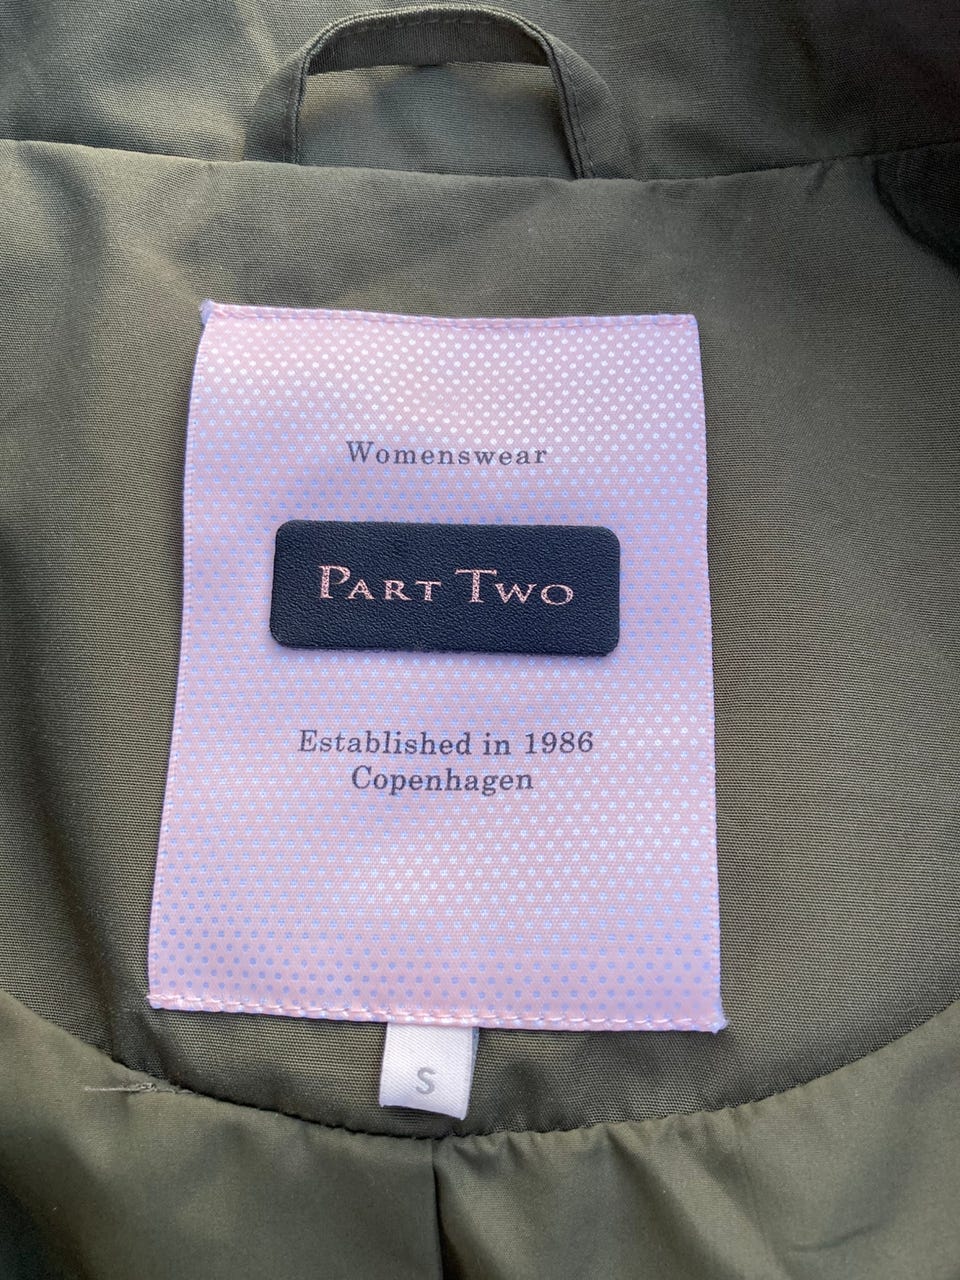 Womenswear
PART TWO
Established in 1986
Copenhagen
S